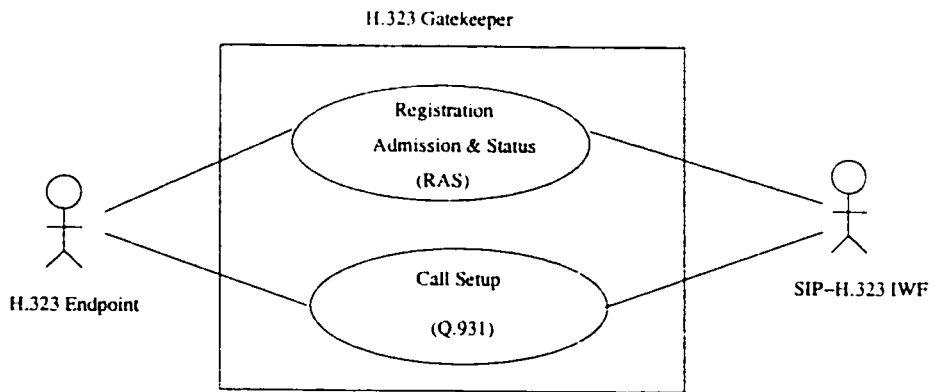 H.323 Gatekeeper
Registration
Admission & Status
(RAS)
Call Setup
(Q.931)
H.323 Endpoint
SIP-H.323 IWF